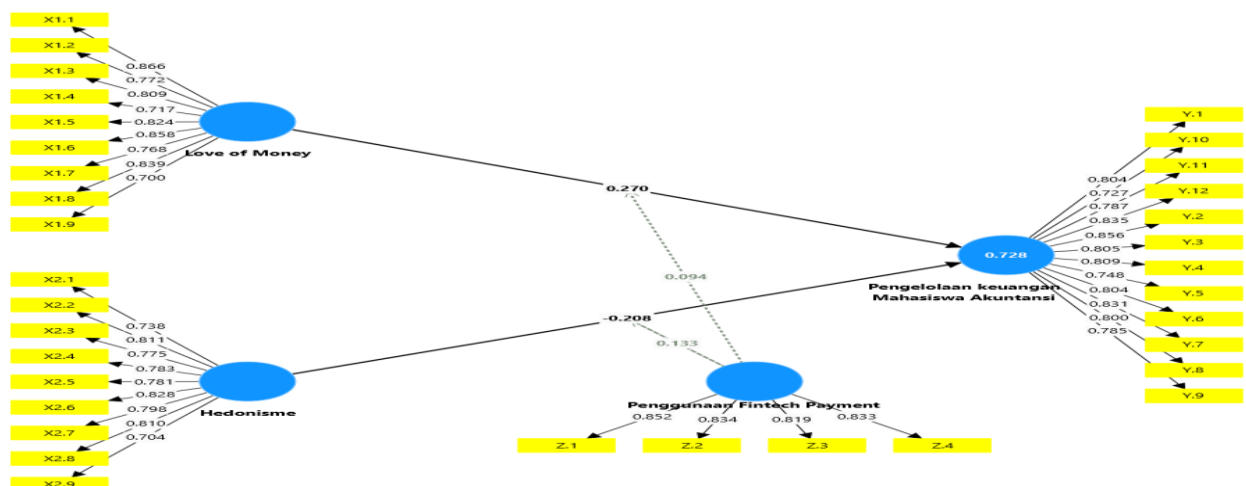 X1.1
X1.2
X1.3
X1.4
X1.5
X1.6
X1.7
X1.8
X1.9
0.866
0.772
0.809
0.717
0.824
0.858
0.768
0.839
0.700
Love of Money
X2.1
X2.2
X2.3
X2.4
X2.5
X2.6
X2.7
X2.8
X2.9
0.738
0.811
0.775
0.783
0.781
0.828
0.798
0.810
0.704
Hedonisme
0.270
0.094
-0.208
0.133
Penggunaan Fintech Payment
0.852
0.834
0.819
0.833
Z.1
Z.2
Z.3
Z.4
0.728
Pengelolaan keuangan
Mahasiswa Akuntansi
0.804
0.727
0.787
0.835
0.856
0.805
0.809
0.748
0.804
0.831
0.800
0.785
Y.1
Y.10
Y.11
Y.12
Y.2
Y.3
Y.4
Y.5
Y.6
Y.7
Y.8
Y.9